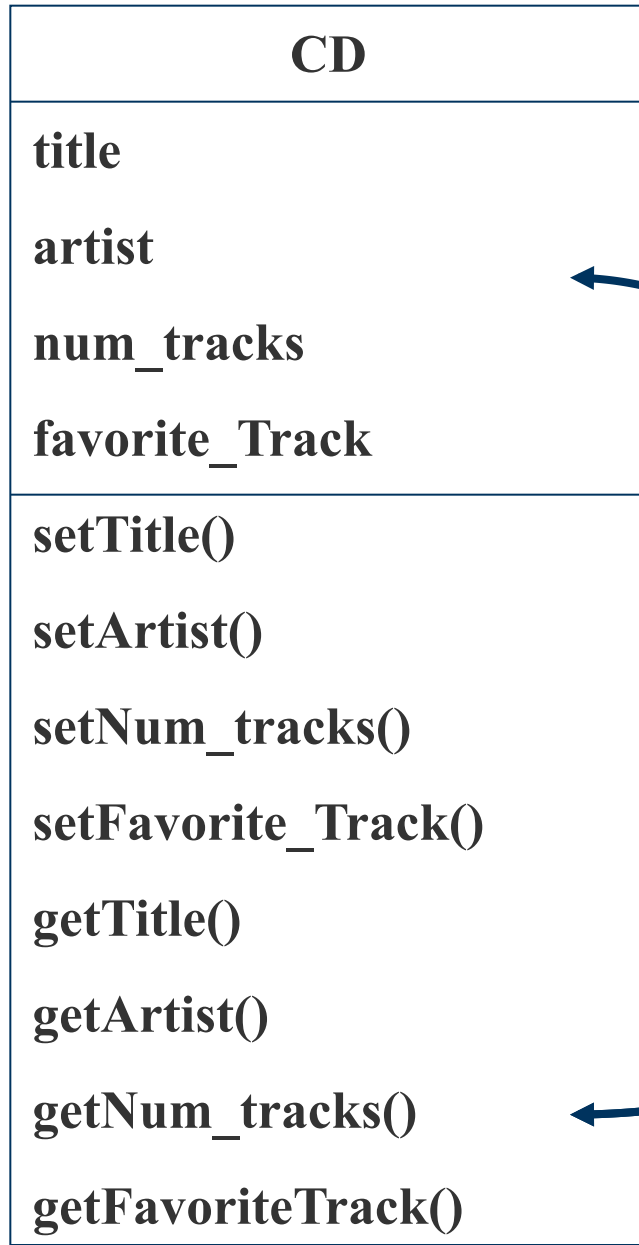 CD
title
artist
num_tracks
favorite_Track
setTitle()
setArtist()
setNum_tracks()
setFavorite_Track()
getTitle()
getArtist()
getNum_tracks()
getFavoriteTrack()